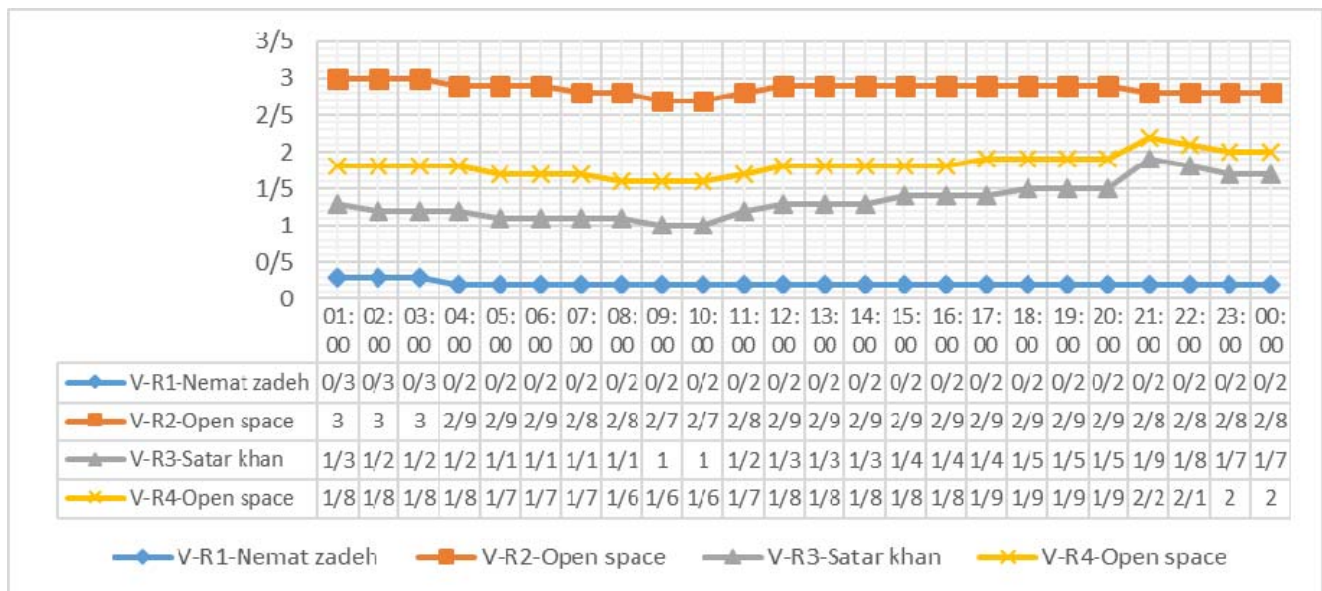 3/5
3
2/5
2
1/5
1
0/5
0
01:00 02:00 03:00 04:00 05:00 06:00 07:00 08:00 09:00 10:00 11:00 12:00 13:00 14:00 15:00 16:00 17:00 18:00 19:00 20:00 21:00 22:00 23:00 00:00
V-R1-Nemat zadeh 0/3 0/3 0/3 0/2 0/2 0/2 0/2 0/2 0/2 0/2 0/2 0/2 0/2 0/2 0/2 0/2 0/2 0/2 0/2 0/2 0/2 0/2 0/2 0/2
V-R2-Open space 3 3 3 2/9 2/9 2/9 2/8 2/8 2/7 2/7 2/8 2/9 2/9 2/9 2/9 2/9 2/9 2/9 2/9 2/9 2/8 2/8 2/8 2/8
V-R3-Satar khan 1/3 1/2 1/2 1/2 1/1 1/1 1/1 1/1 1 1 1/2 1/3 1/3 1/3 1/4 1/4 1/4 1/5 1/5 1/5 1/9 1/8 1/7 1/7
V-R4-Open space 1/8 1/8 1/8 1/8 1/7 1/7 1/7 1/6 1/6 1/6 1/7 1/8 1/8 1/8 1/8 1/8 1/9 1/9 1/9 1/9 2/2 2/1 2 2
V-R1-Nemat zadeh V-R2-Open space V-R3-Satar khan V-R4-Open space